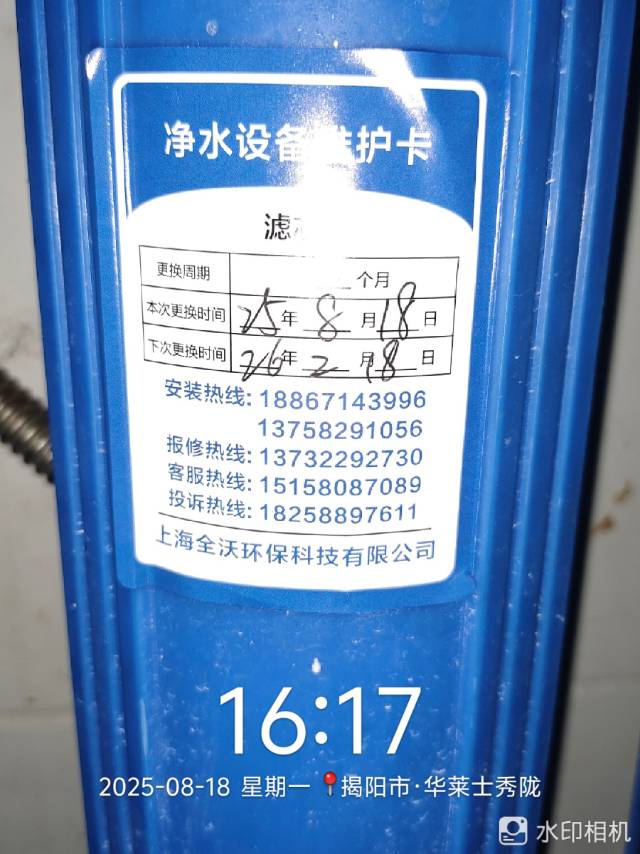 净水设备维护卡
滤
更换周期 个月
本次更换时间 25年 8 月 18 日
下次更换时间 26年 2 月 18 日
安装热线: 18867143996
13758291056
报修热线: 13732292730
客服热线: 15158087089
投诉热线: 18258897611
上海全沃环保科技有限公司
16:17
2025-08-18 星期一 揭阳市·华莱士秀陇
水印相机